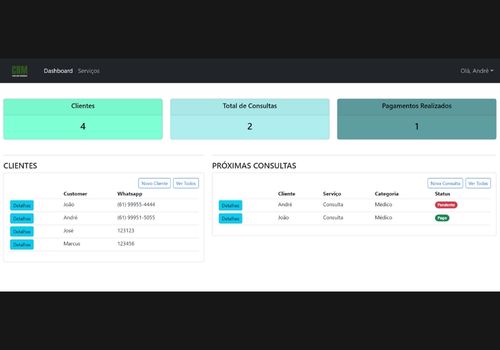 CRM
Dashboard Serviços Olá, André
Clientes
4
Total de Consultas
2
Pagamentos Realizados
1
CLIENTES
Novo Cliente Ver Todos
Customer Whatsapp
Detalhes João (61) 99955-4444
Detalhes André (61) 99951-5055
Detalhes José 123123
Detalhes Marcus 123456
PRÓXIMAS CONSULTAS
Nova Consulta Ver Todas
Cliente Serviço Categoria Status
Detalhes André Consulta Médico Pendente
Detalhes João Consulta Médico Pago